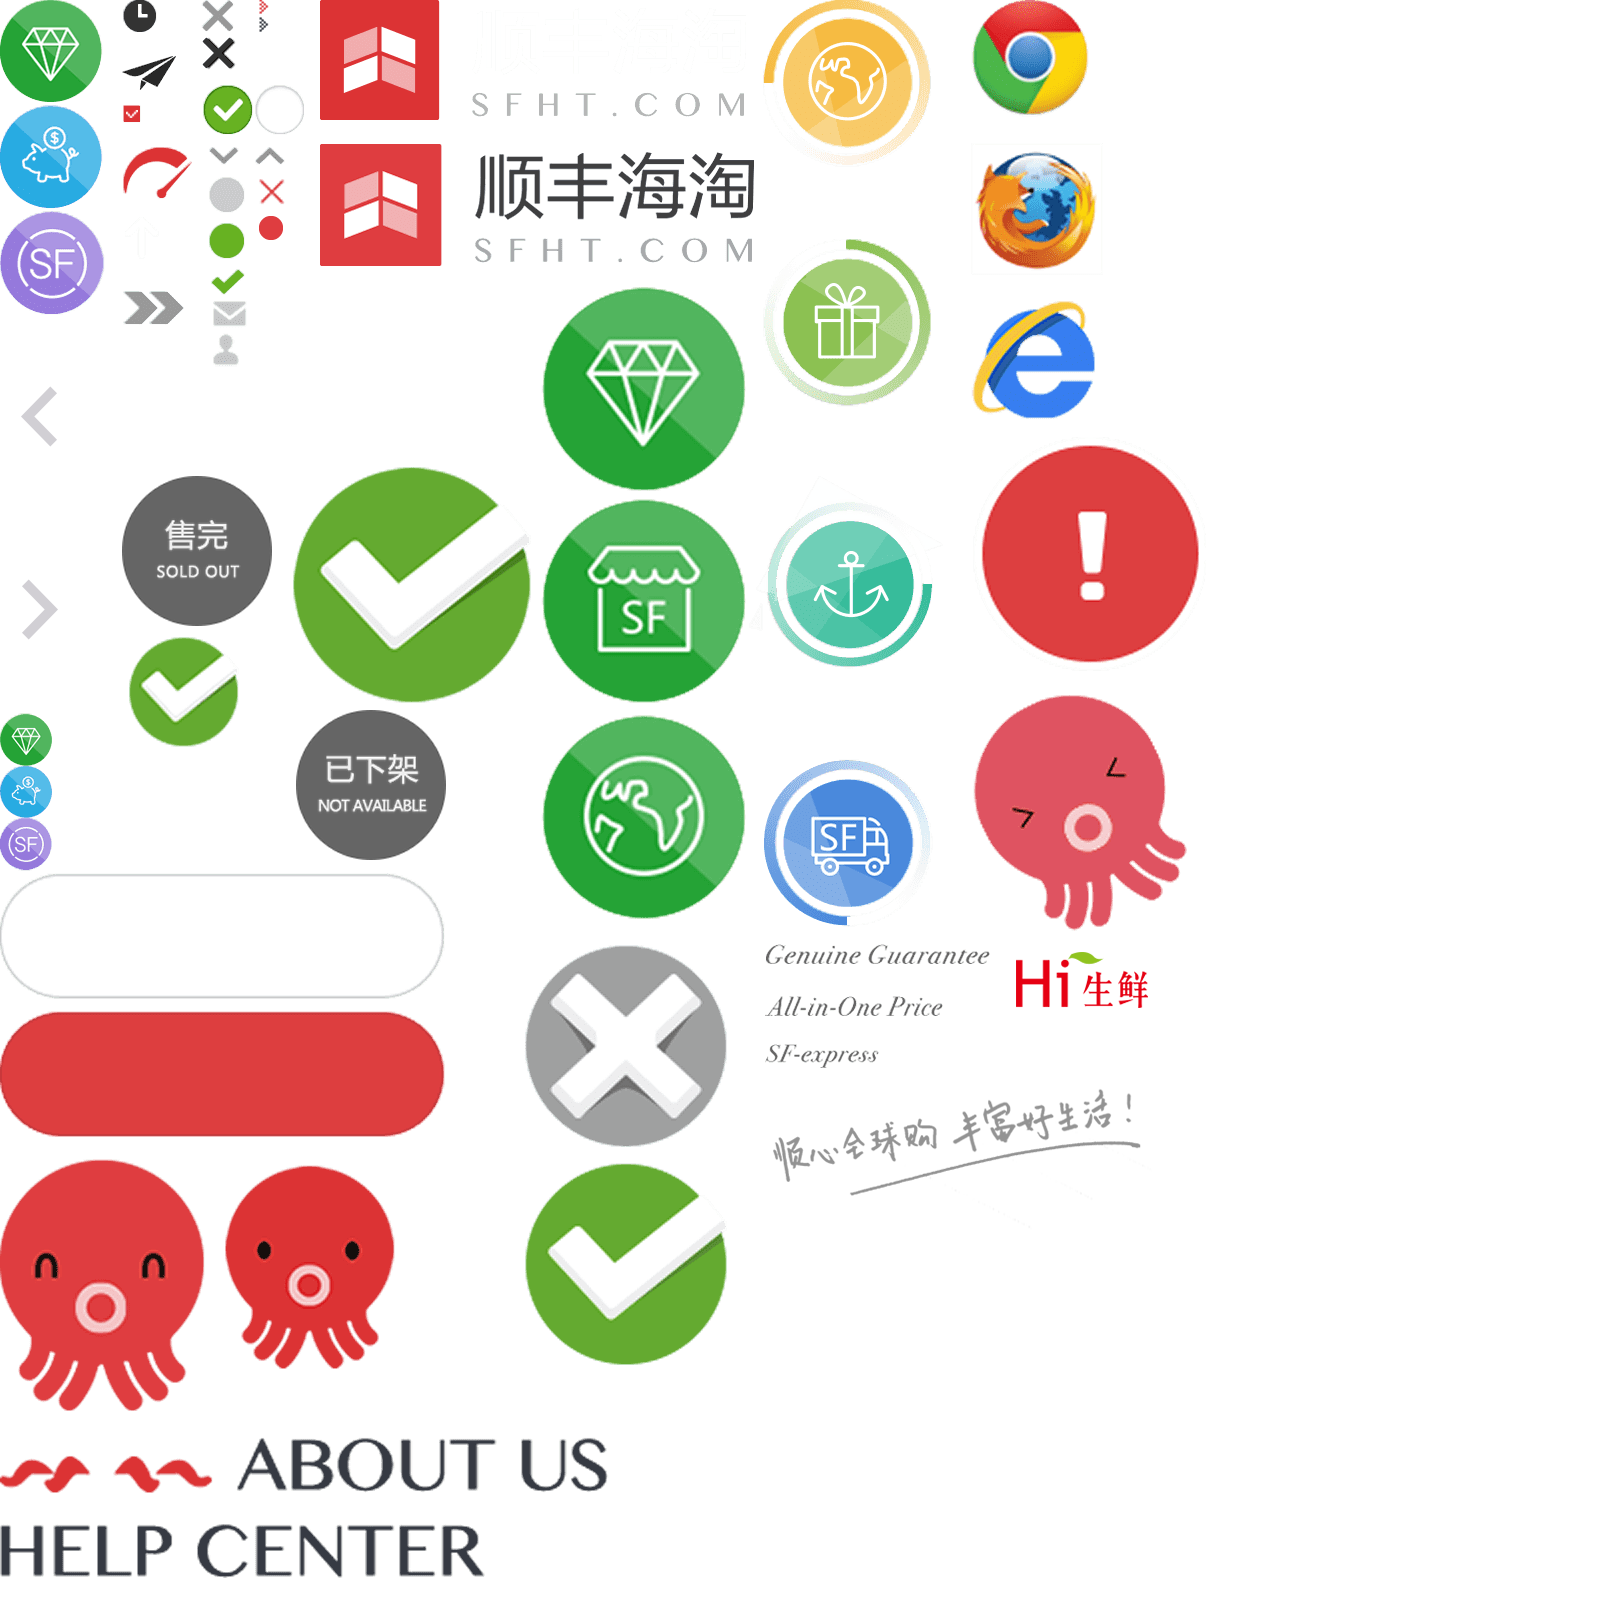 SFHT.COM
顺丰海淘
SFHT.COM
SF
售完
SOLD OUT
SF
已下架
NOT AVAILABLE
SF
SF
Genuine Guarantee
All-in-One Price
SF-express
Hi生鲜
顺心全球购 丰富好生活!
ABOUT US
HELP CENTER